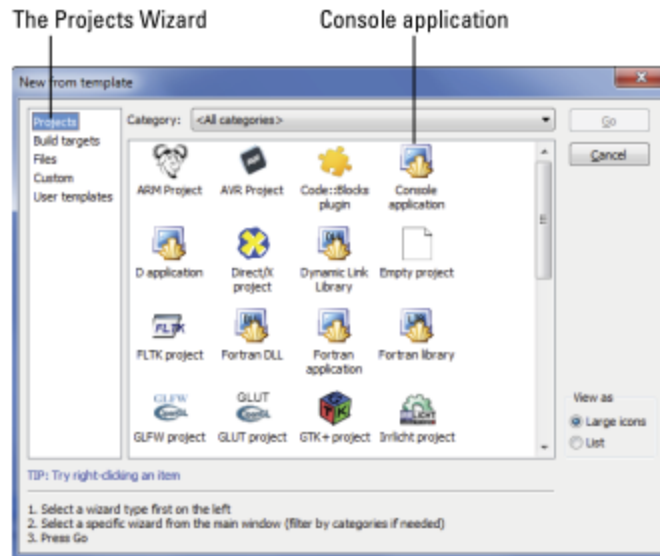 The Projects Wizard
Console application
New from template
Projects
Build targets
Files
Custom
User templates
Category: <All categories>
Go
Cancel
ARM Project
AVR Project
Code::Blocks
plugin
Console
application
D application
Direct/X
project
Dynamic Link
Library
Empty project
FLTK project
Fortran DLL
Fortran
application
Fortran library
GLFW project
GLUT project
GTK+ project
Irrlicht project
View as
Large icons
List
TIP: Try right-clicking an item
1. Select a wizard type first on the left
2. Select a specific wizard from the main window (filter by categories if needed)
3. Press Go